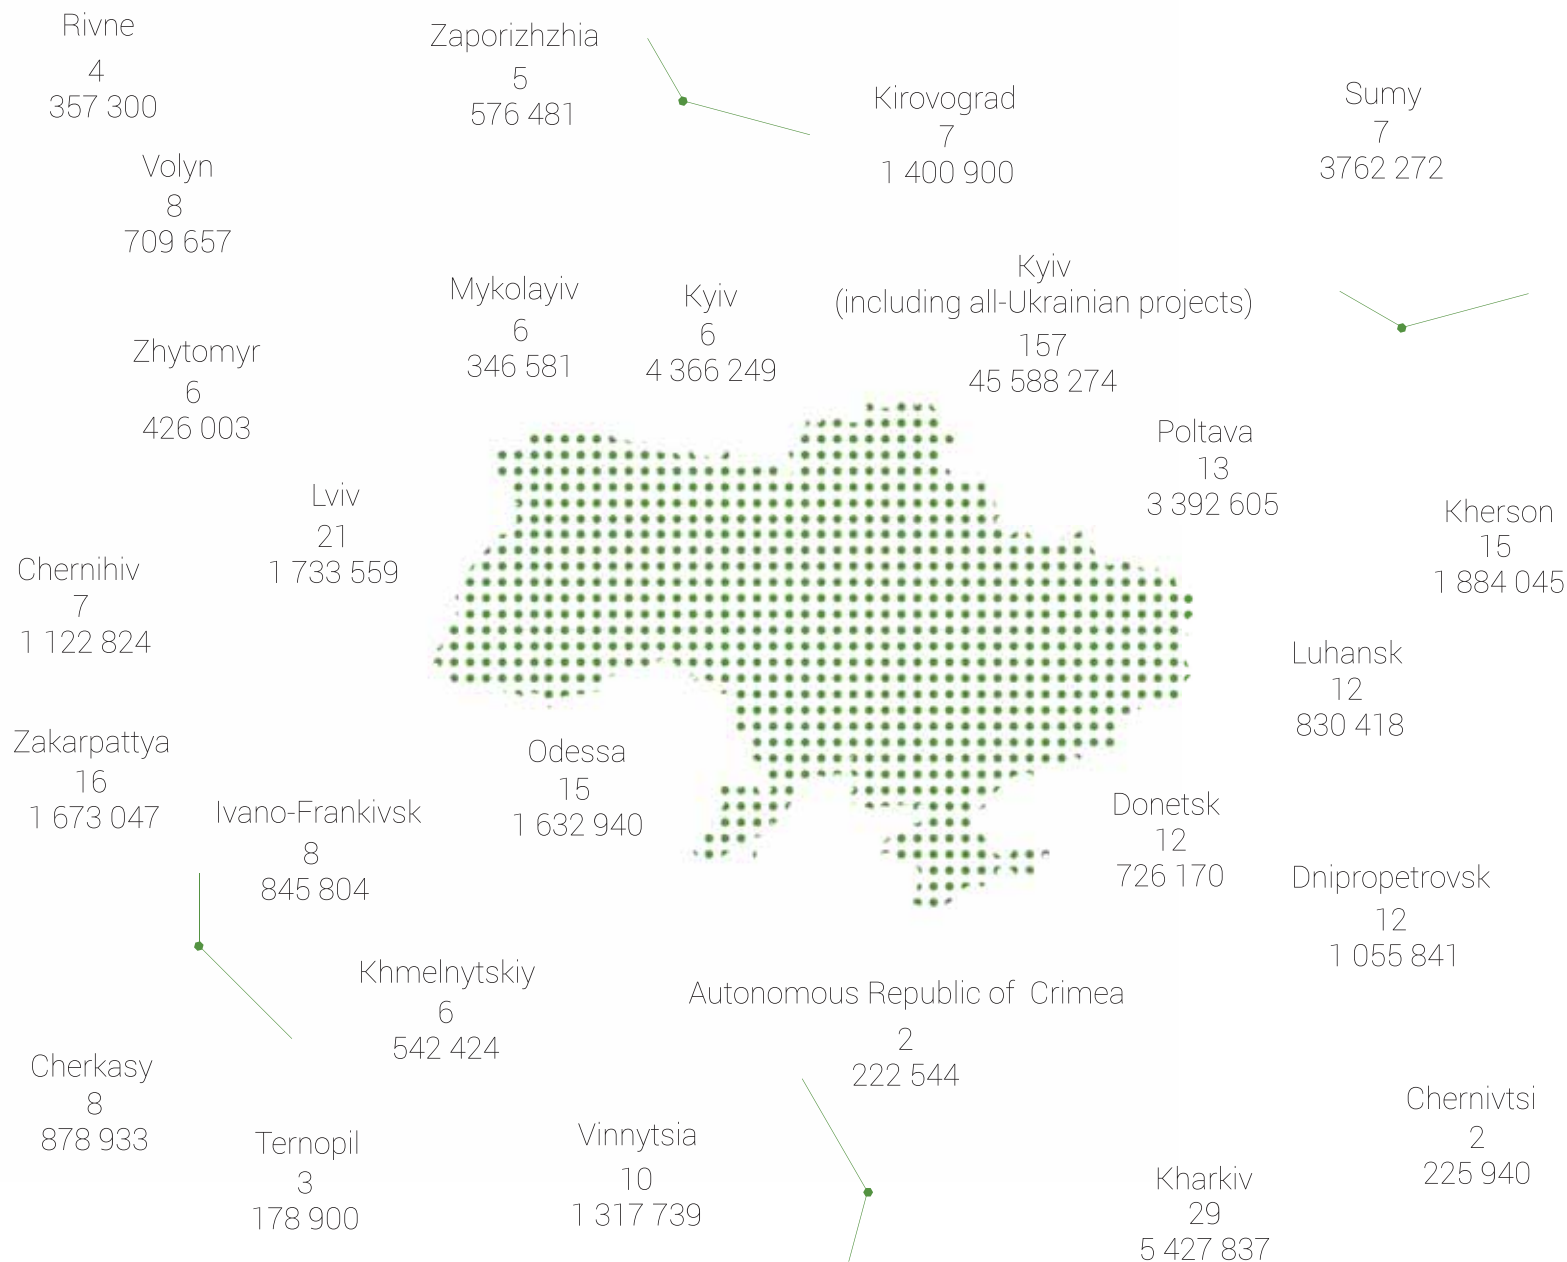 Rivne
4
357 300
Zaporizhzhia
5
576 481
Kirovograd
7
1 400 900
Sumy
7
3762 272
Volyn
8
709 657
Mykolayiv
6
346 581
Kyiv
6
4 366 249
Kyiv
(including all-Ukrainian projects)
157
45 588 274
Zhytomyr
6
426 003
Poltava
13
3 392 605
Lviv
21
1 733 559
Kherson
15
1 884 045
Chernihiv
7
1 122 824
Luhansk
12
830 418
Zakarpattya
16
1 673 047
Odessa
15
1 632 940
Ivano-Frankivsk
8
845 804
Donetsk
12
726 170
Dnipropetrovsk
12
1 055 841
Khmelnytskiy
6
542 424
Autonomous Republic of Crimea
2
222 544
Cherkasy
8
878 933
Ternopil
3
178 900
Vinnytsia
10
1 317 739
Chernivtsi
2
225 940
Kharkiv
29
5 427 837